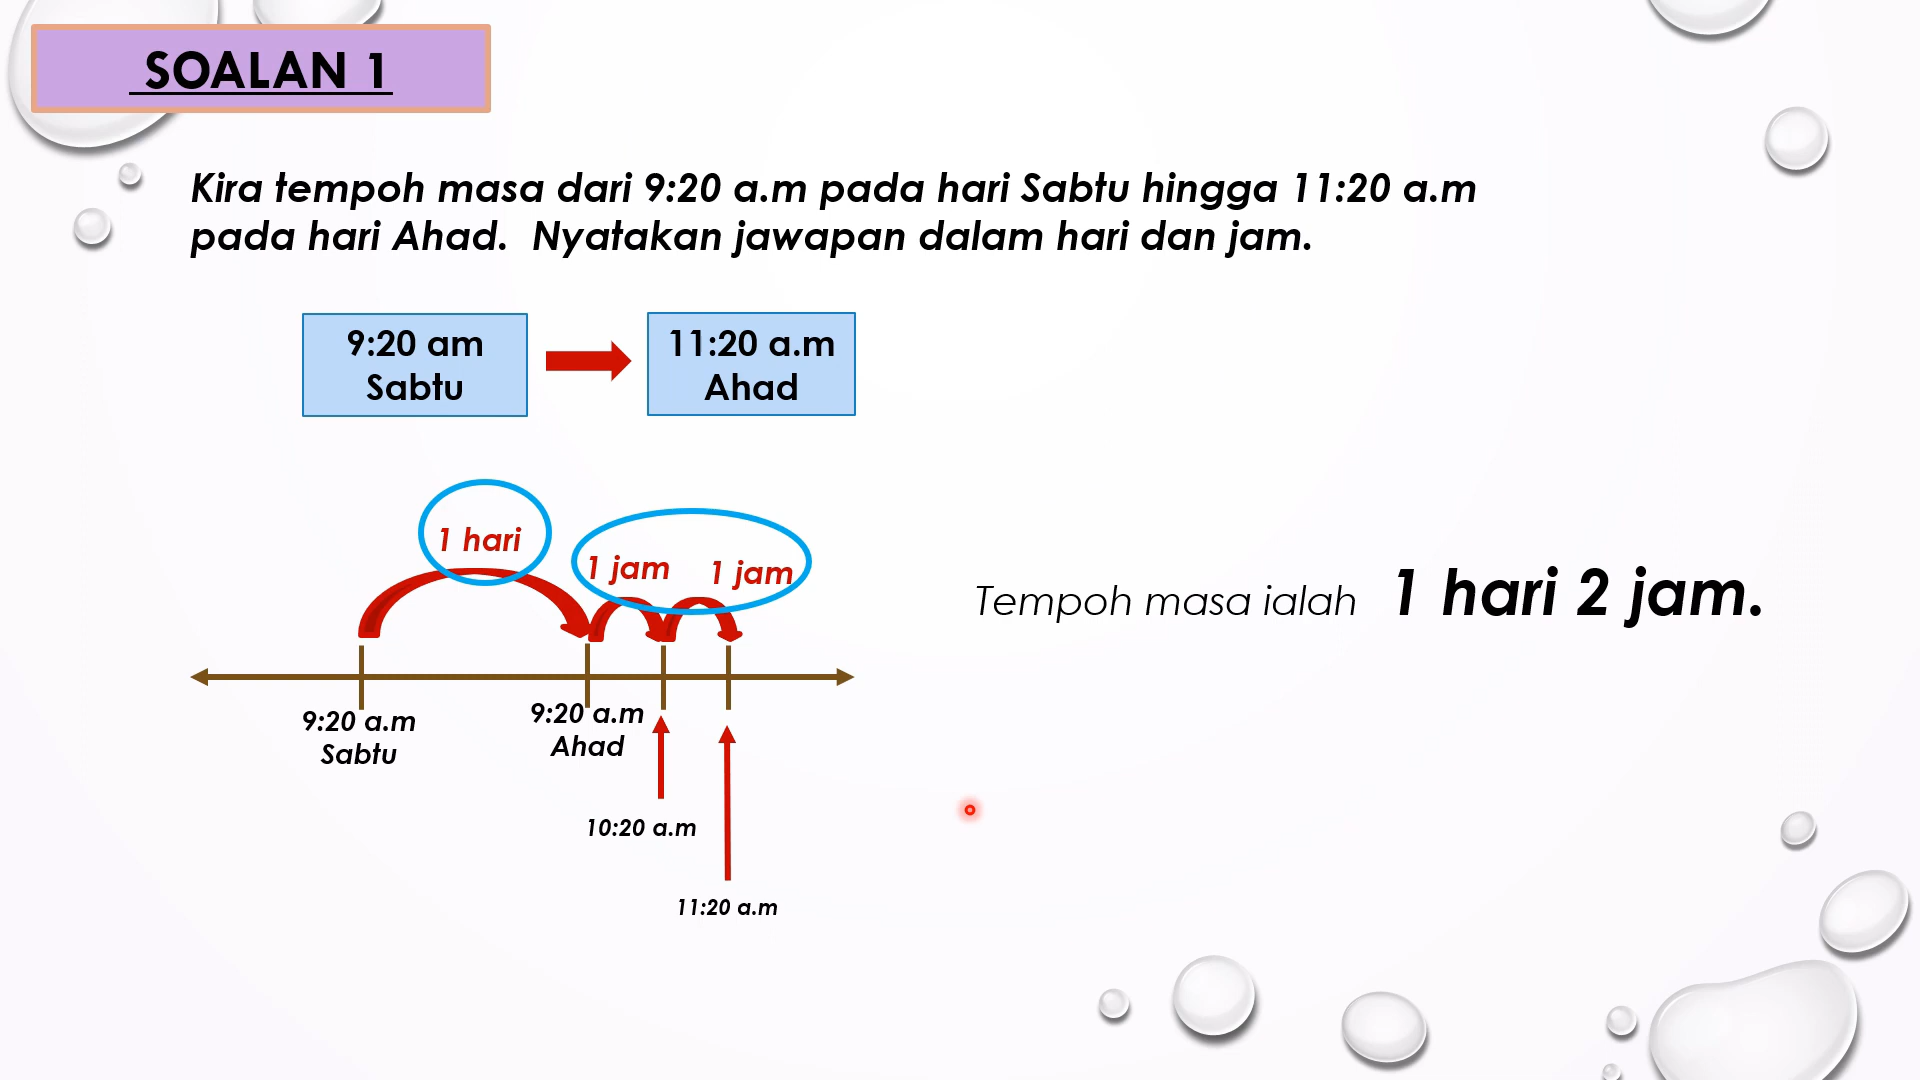 SOALAN 1
Kira tempoh masa dari 9:20 a.m pada hari Sabtu hingga 11:20 a.m
pada hari Ahad. Nyatakan jawapan dalam hari dan jam.
9:20 am
Sabtu
11:20 a.m
Ahad
1 hari
1 jam
1 jam
Tempoh masa ialah 1 hari 2 jam.
9:20 a.m
Sabtu
9:20 a.m
Ahad
10:20 a.m
11:20 a.m